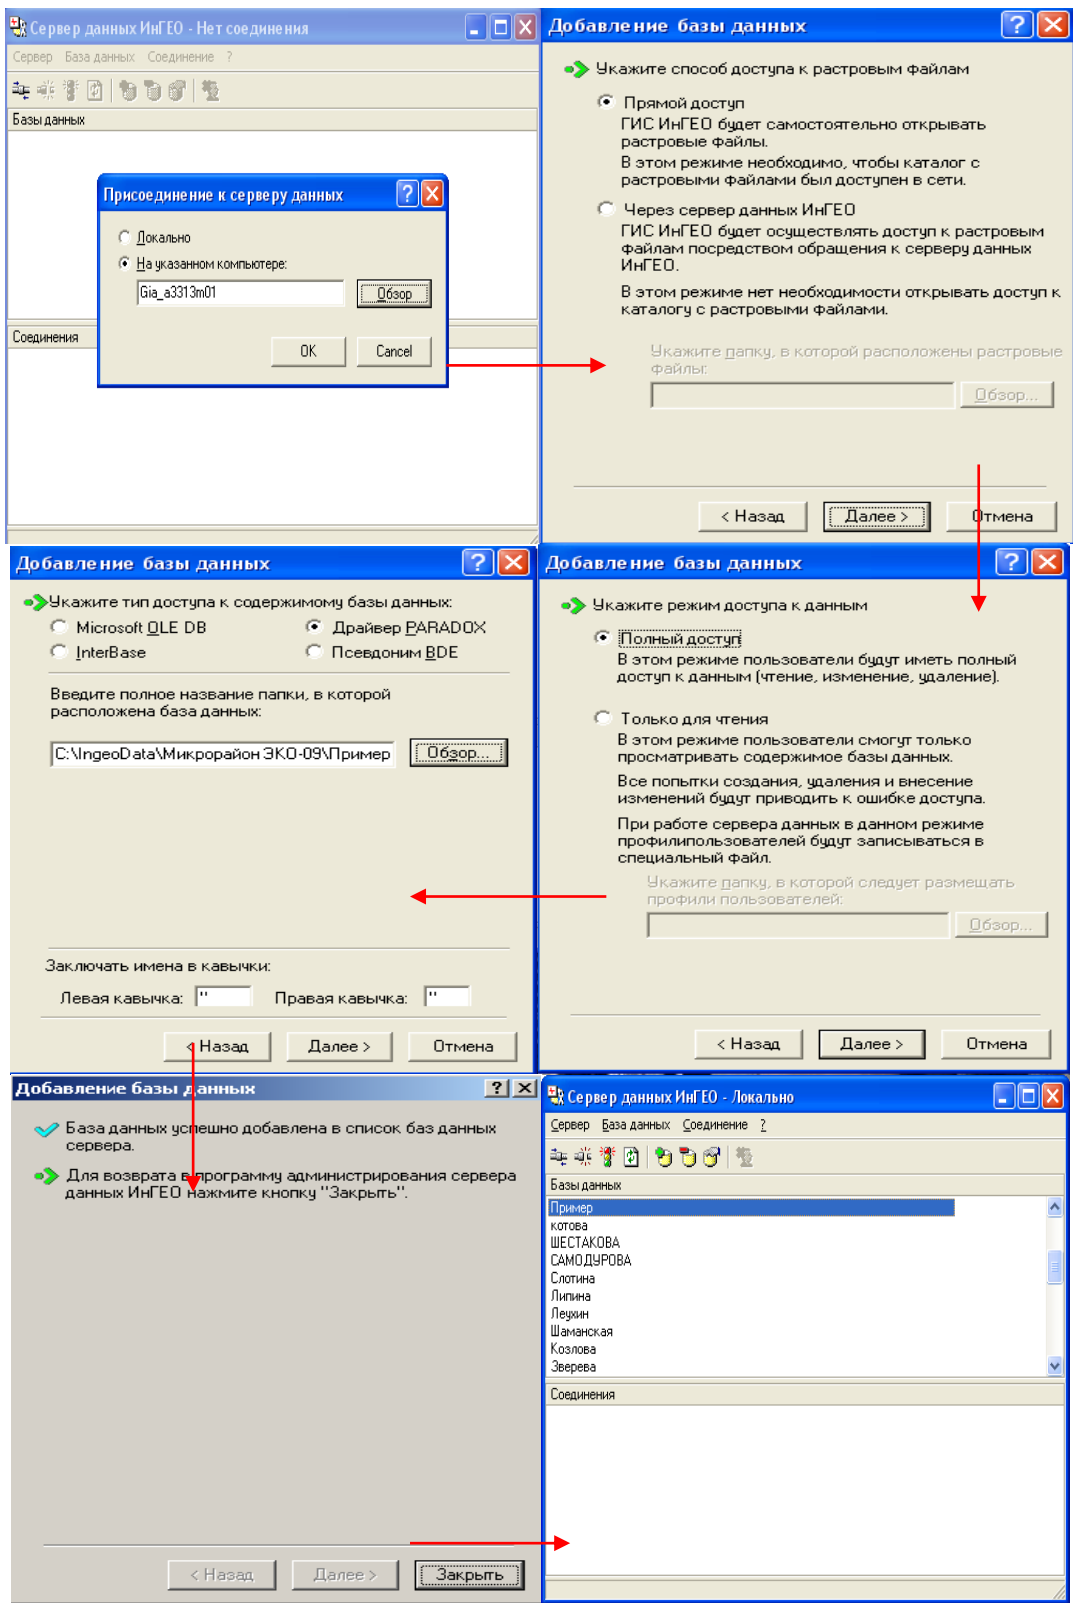 Сервер данных ИнГЕО - Нет соединения
Сервер База данных Соединение ?
Базы данных
Присоединение к серверу данных
Локально
На указанном компьютере:
Gia_a3313m01 Обзор
OK Cancel
Соединения
Добавление базы данных
Укажите способ доступа к растровым файлам
Прямой доступ
ГИС ИнГЕО будет самостоятельно открывать
растровые файлы.
В этом режиме необходимо, чтобы каталог с
растровыми файлами был доступен в сети.
Через сервер данных ИнГЕО
ГИС ИнГЕО будет осуществлять доступ к растровым
файлам посредством обращения к серверу данных
ИнГЕО.
В этом режиме нет необходимости открывать доступ к
каталогу с растровыми файлами.
Укажите папку, в которой расположены растровые
файлы:
Обзор...
< Назад Далее > Отмена
Добавление базы данных
Укажите тип доступа к содержимому базы данных:
Microsoft OLE DB Драйвер PARADOX
InterBase Псевдоним BDE
Введите полное название папки, в которой
расположена база данных:
C:\IngeoData\Микрорайон ЭКО-09\Пример Обзор...
Заключать имена в кавычки:
Левая кавычка: " Правая кавычка: "
< Назад Далее > Отмена
Добавление базы данных
Укажите режим доступа к данным
Полный доступ
В этом режиме пользователи будут иметь полный
доступ к данным (чтение, изменение, удаление).
Только для чтения
В этом режиме пользователи смогут только
просматривать содержимое базы данных.
Все попытки создания, удаления и внесение
изменений будут приводить к ошибке доступа.
При работе сервера данных в данном режиме
профилипользователей будут записываться в
специальный файл.
Укажите папку, в которой следует размещать
профили пользователей:
Обзор...
< Назад Далее > Отмена
Добавление базы данных
База данных успешно добавлена в список баз данных
сервера.
Для возврата в программу администрирования сервера
данных ИнГЕО нажмите кнопку "Закрыть".
< Назад Далее > Закрыть
Сервер данных ИнГЕО - Локально
Сервер База данных Соединение ?
Базы данных
Пример
котова
ШЕСТАКОВА
САМОДУРОВА
Слотина
Липина
Леухин
Шаманская
Козлова
Зверева
Соединения